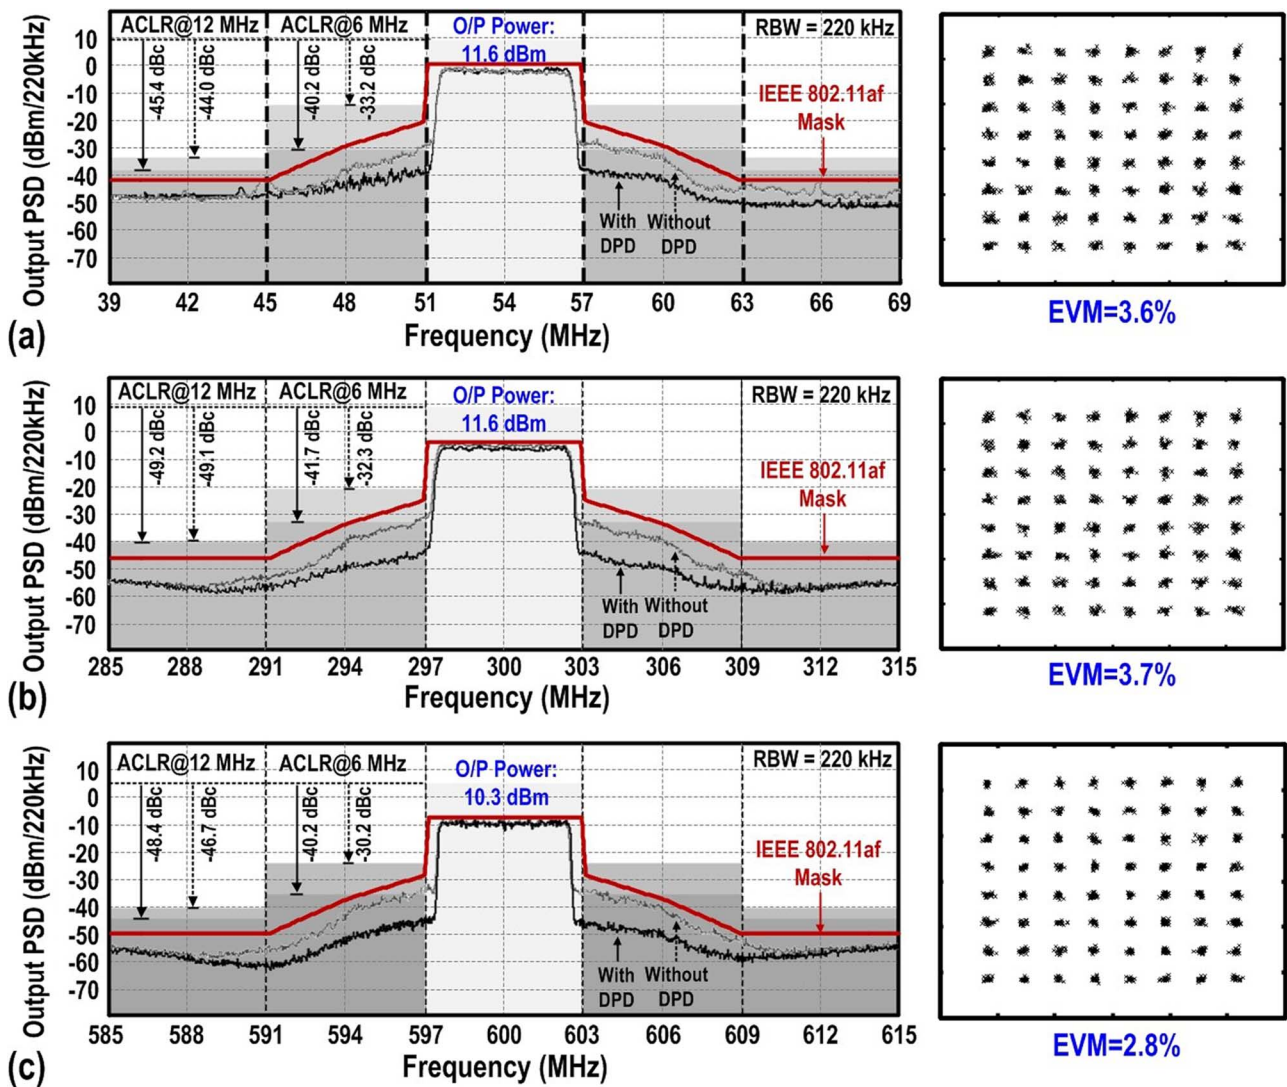 ACLR@12 MHz
ACLR@6 MHz
O/P Power:
11.6 dBm
RBW = 220 kHz
-45.4 dBc
-44.0 dBc
-40.2 dBc
-33.2 dBc
IEEE 802.11af
Mask
With
DPD
Without
DPD
Output PSD (dBm/220kHz)
10
0
-10
-20
-30
-40
-50
-60
-70
39 42 45 48 51 54 57 60 63 66 69
Frequency (MHz)
(a)
EVM=3.6%
ACLR@12 MHz
ACLR@6 MHz
O/P Power:
11.6 dBm
RBW = 220 kHz
-49.2 dBc
-49.1 dBc
-41.7 dBc
-32.3 dBc
IEEE 802.11af
Mask
With
DPD
Without
DPD
Output PSD (dBm/220kHz)
10
0
-10
-20
-30
-40
-50
-60
-70
285 288 291 294 297 300 303 306 309 312 315
Frequency (MHz)
(b)
EVM=3.7%
ACLR@12 MHz
ACLR@6 MHz
O/P Power:
10.3 dBm
RBW = 220 kHz
-48.4 dBc
-46.7 dBc
-40.2 dBc
-30.2 dBc
IEEE 802.11af
Mask
With
DPD
Without
DPD
Output PSD (dBm/220kHz)
10
0
-10
-20
-30
-40
-50
-60
-70
585 588 591 594 597 600 603 606 609 612 615
Frequency (MHz)
(c)
EVM=2.8%